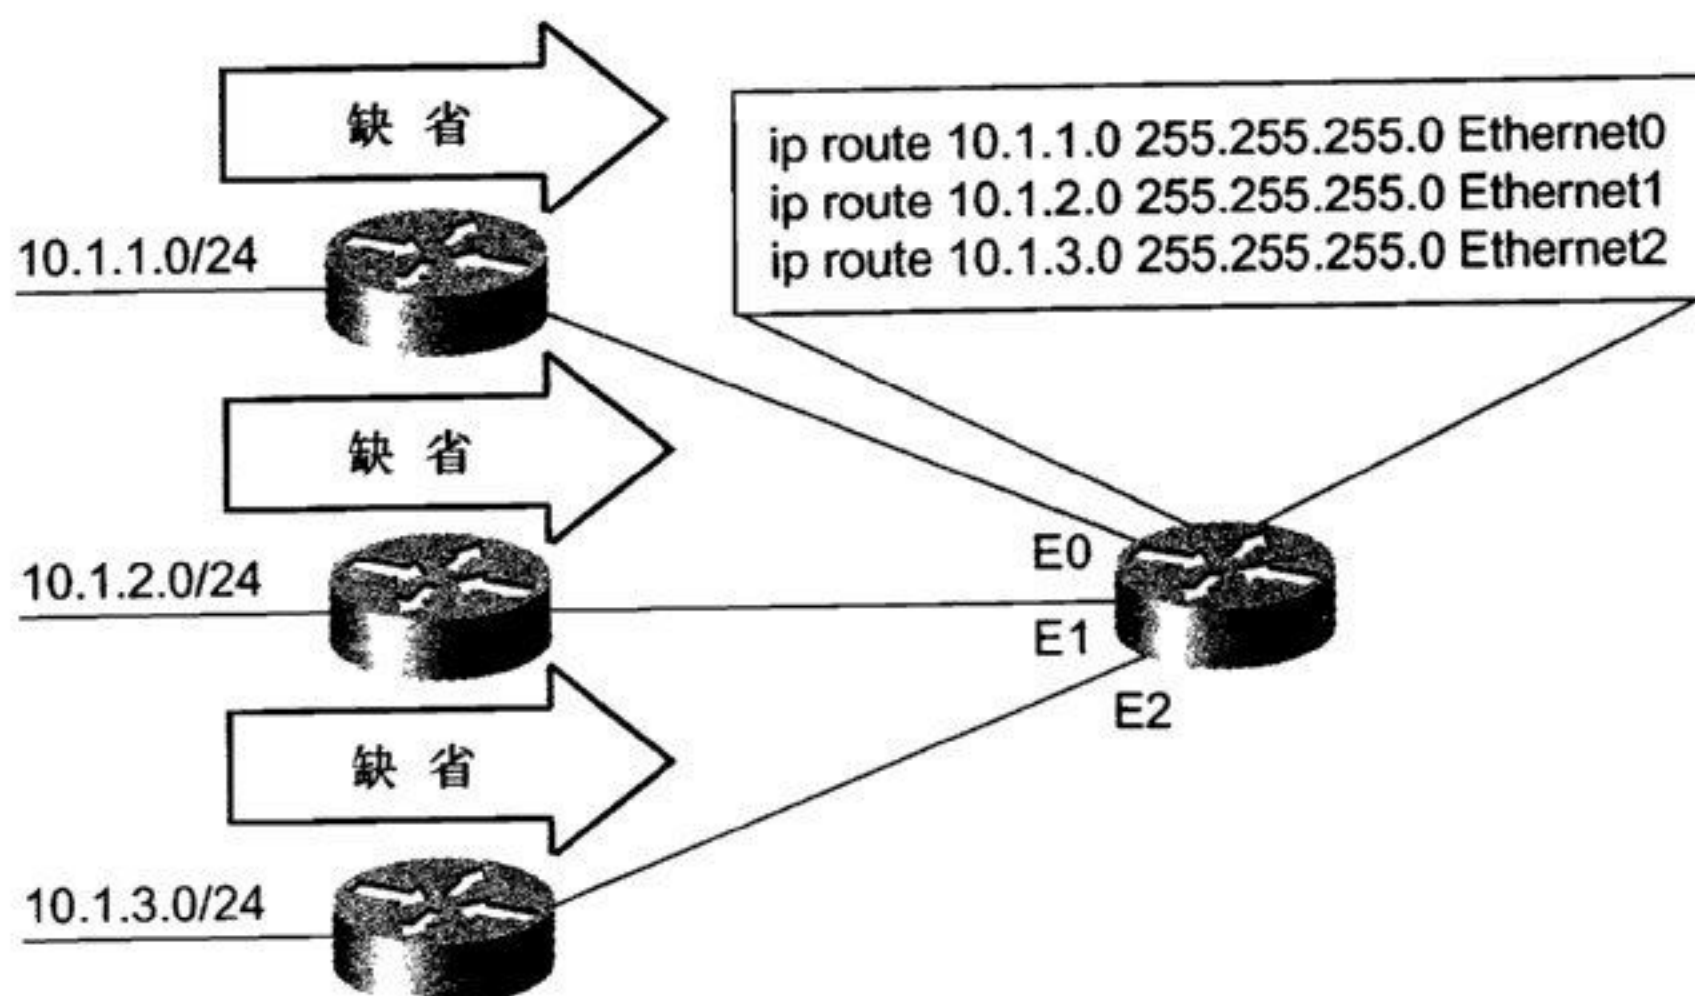 缺 省
ip route 10.1.1.0 255.255.255.0 Ethernet0
ip route 10.1.2.0 255.255.255.0 Ethernet1
ip route 10.1.3.0 255.255.255.0 Ethernet2
10.1.1.0/24
缺 省
E0
10.1.2.0/24
E1
缺 省
E2
10.1.3.0/24